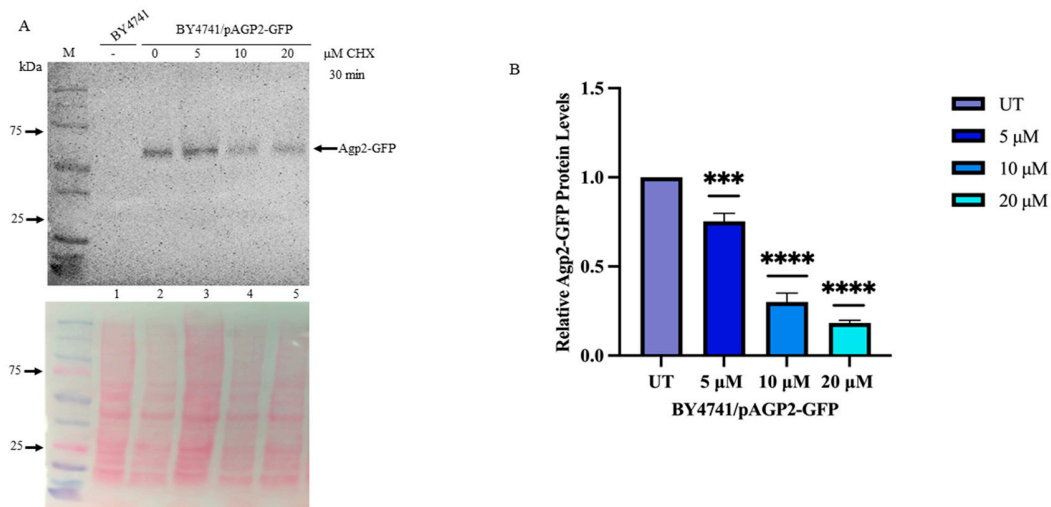 A
BY4741
BY4741/pAGP2-GFP
M - 0 5 10 20 µM CHX
kDa
30 min
75
Agp2-GFP
25
1 2 3 4 5
75
25
B
Relative Agp2-GFP Protein Levels
1.5
1.0
0.5
0.0
***
****
****
UT 5 µM 10 µM 20 µM
BY4741/pAGP2-GFP
UT
5 µM
10 µM
20 µM